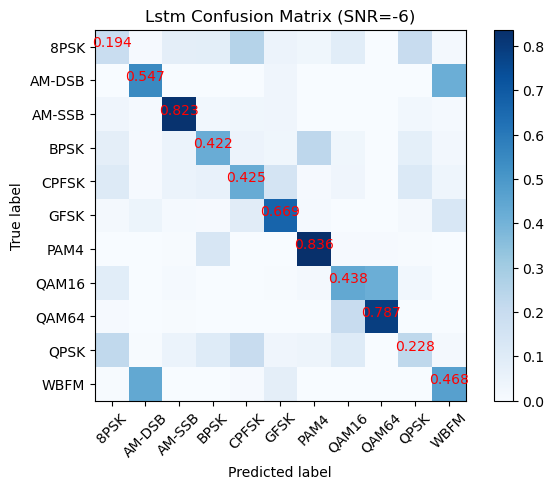 Lstm Confusion Matrix (SNR=-6)
True label
8PSK
AM-DSB
AM-SSB
BPSK
CPFSK
GFSK
PAM4
QAM16
QAM64
QPSK
WBFM
0.194
0.547
0.823
0.422
0.425
0.669
0.836
0.438
0.787
0.228
0.468
8PSK
AM-DSB
AM-SSB
BPSK
CPFSK
GFSK
PAM4
QAM16
QAM64
QPSK
WBFM
Predicted label
0.8
0.7
0.6
0.5
0.4
0.3
0.2
0.1
0.0